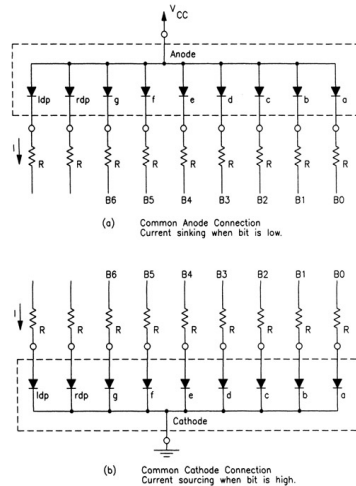 VCC
Anode
ldp rdp g f e d c b a
I R R R R R R R R R
B6 B5 B4 B3 B2 B1 B0
(a) Common Anode Connection
Current sinking when bit is low.
B6 B5 B4 B3 B2 B1 B0
I R R R R R R R R R
ldp rdp g f e d c b a
Cathode
(b) Common Cathode Connection
Current sourcing when bit is high.